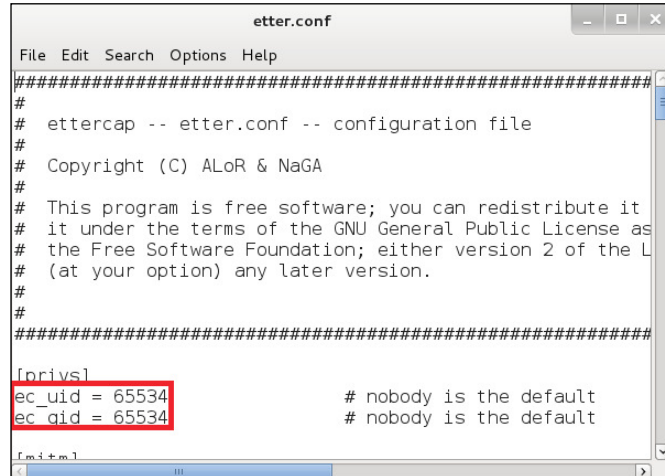 etter.conf
File Edit Search Options Help
###########################################################
#
#  ettercap -- etter.conf -- configuration file
#
#  Copyright (C) ALoR & NaGA
#
#  This program is free software; you can redistribute it
#  it under the terms of the GNU General Public License as
#  the Free Software Foundation; either version 2 of the L
#  (at your option) any later version.
#
#
###########################################################
[privs]
ec_uid = 65534                # nobody is the default
ec_gid = 65534                # nobody is the default
[mitm]